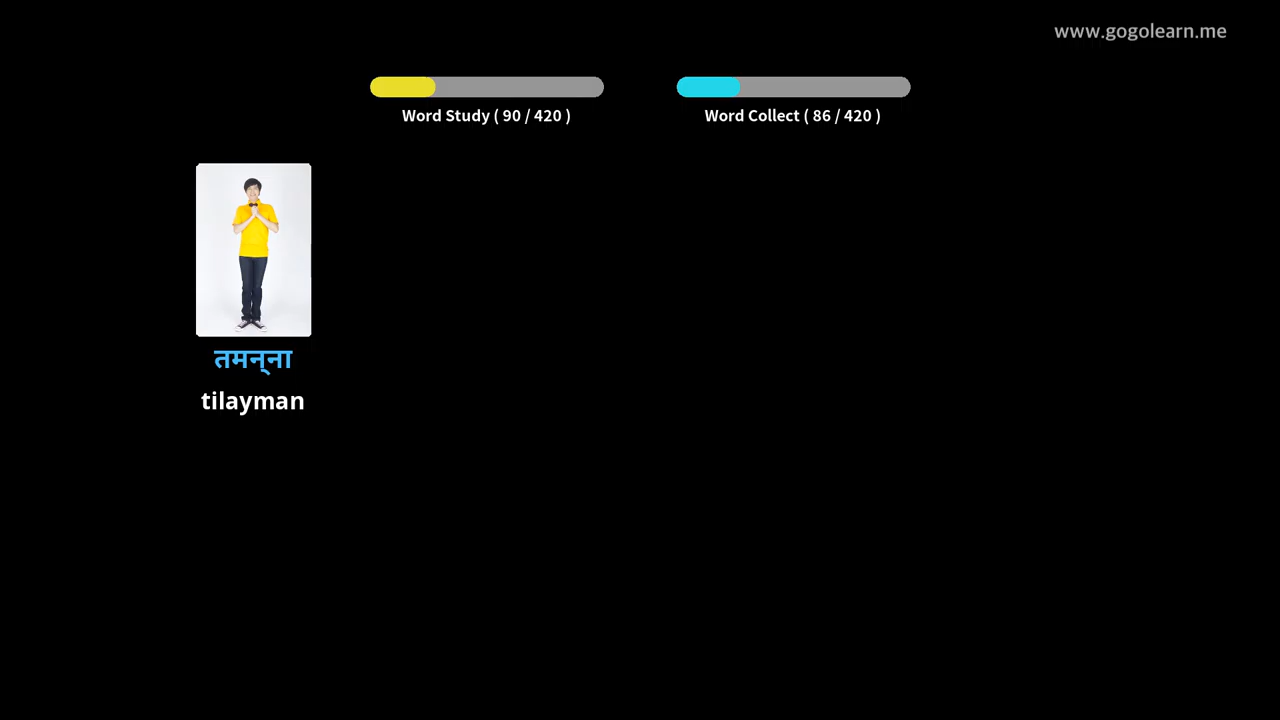 www.gogolearn.me
Word Study ( 90 / 420 )
Word Collect ( 86 / 420 )
तमन्ना
tilayman